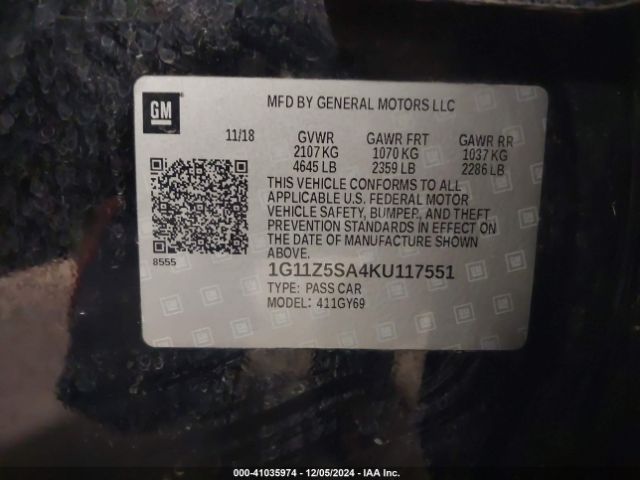 GM
MFD BY GENERAL MOTORS LLC
11/18 GVWR GAWR FRT GAWR RR
2107 KG 1070 KG 1037 KG
4645 LB 2359 LB 2286 LB
THIS VEHICLE CONFORMS TO ALL
APPLICABLE U.S. FEDERAL MOTOR
VEHICLE SAFETY, BUMPER, AND THEFT
PREVENTION STANDARDS IN EFFECT ON
THE DATE OF MANUFACTURE SHOWN
ABOVE.
8555
1G11Z5SA4KU117551
TYPE: PASS CAR
MODEL: 411GY69
000-41035974 - 12/05/2024 - IAA Inc.